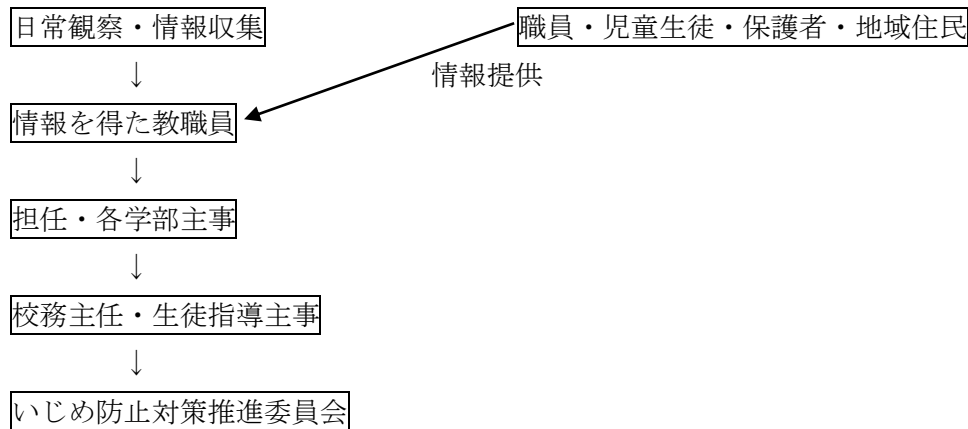 日常観察・情報収集
職員・児童生徒・保護者・地域住民
↓
情報提供
情報を得た教職員
↓
担任・各学部主事
↓
校務主任・生徒指導主事
↓
いじめ防止対策推進委員会